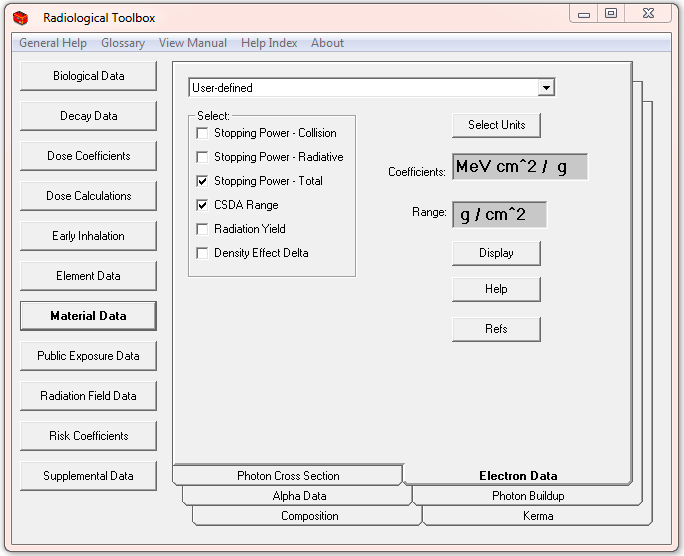 Radiological Toolbox
General Help Glossary View Manual Help Index About
Biological Data
Decay Data
Dose Coefficients
Dose Calculations
Early Inhalation
Element Data
Material Data
Public Exposure Data
Radiation Field Data
Risk Coefficients
Supplemental Data
User-defined
Select:
Stopping Power - Collision
Stopping Power - Radiative
Stopping Power - Total
CSDA Range
Radiation Yield
Density Effect Delta
Select Units
Coefficients: MeV cm^2 / g
Range: g / cm^2
Display
Help
Refs
Photon Cross Section Electron Data
Alpha Data Photon Buildup
Composition Kerma